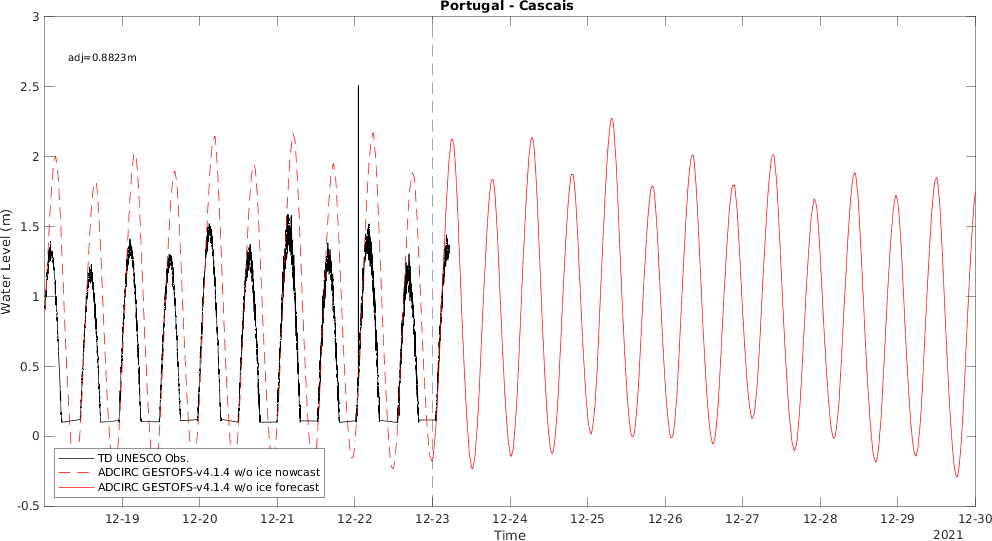 Portugal - Cascais
adj=0.8823m
Water Level (m)
3
2.5
2
1.5
1
0.5
0
-0.5
TD UNESCO Obs.
ADCIRC GESTOFS-v4.1.4 w/o ice nowcast
ADCIRC GESTOFS-v4.1.4 w/o ice forecast
12-19 12-20 12-21 12-22 12-23 12-24 12-25 12-26 12-27 12-28 12-29 12-30
Time
2021